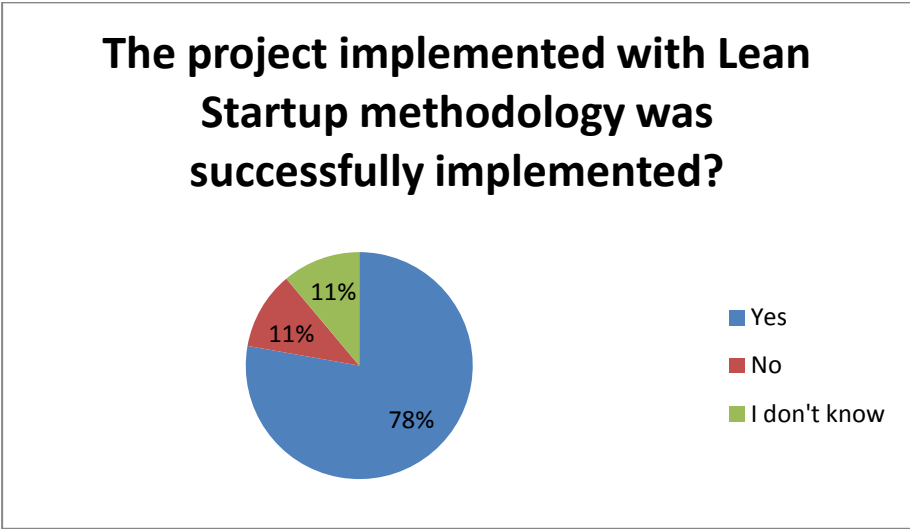 The project implemented with Lean
Startup methodology was
successfully implemented?
11%
11%
78%
Yes
No
I don't know